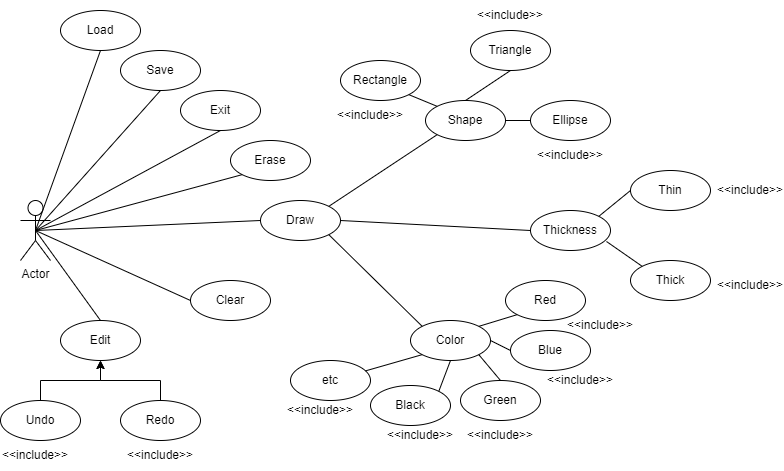 <<include>>
Load
Triangle
Save
Rectangle
Exit
<<include>>
Shape
Ellipse
Erase
<<include>>
Thin
<<include>>
Draw
Thickness
Actor
Thick
<<include>>
Clear
Red
<<include>>
Edit
Color
Blue
etc
<<include>>
Green
Black
<<include>>
Undo
Redo
<<include>>
<<include>>
<<include>>
<<include>>